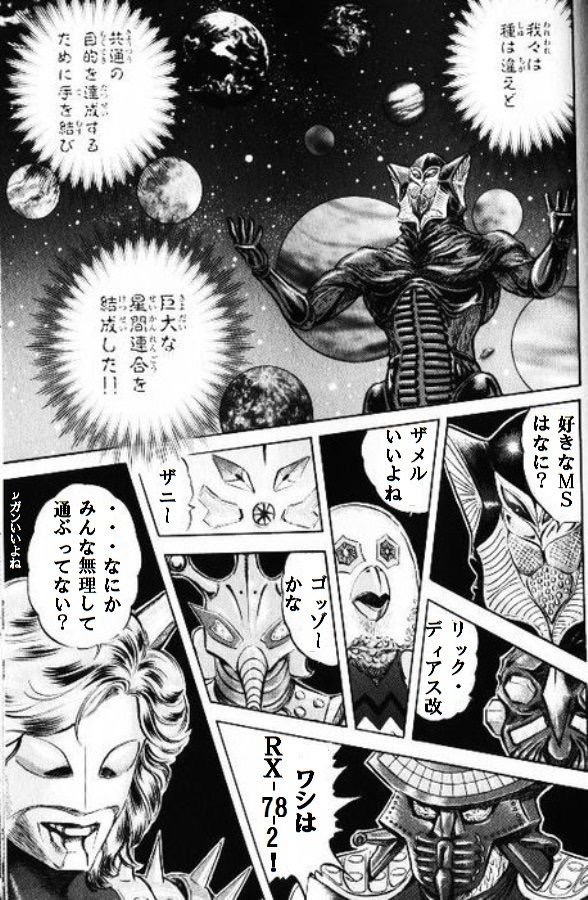 我々は
種は違えど
共通の
目的を達成する
ために手を結び
巨大な
星間連合を
結成した!!
好きなMS
はなに?
ザメル
いいよね
ザニ〜
ゴッゾ〜
かな
リック・
ディアス改
ワシは
RX-78-2!
・・・なにか
みんな無理して
通ぶってない?
νガンいいよね